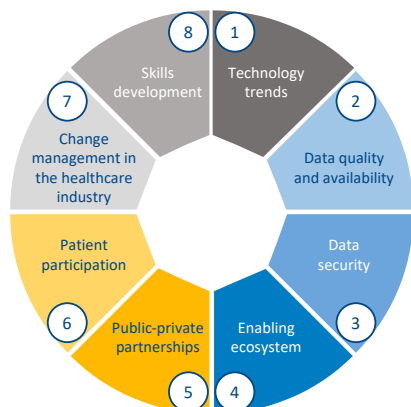 1
Technology
trends
2
Data quality
and availability
3
Data
security
4
Enabling
ecosystem
5
Public-private
partnerships
6
Patient
participation
7
Change
management in
the healthcare
industry
8
Skills
development